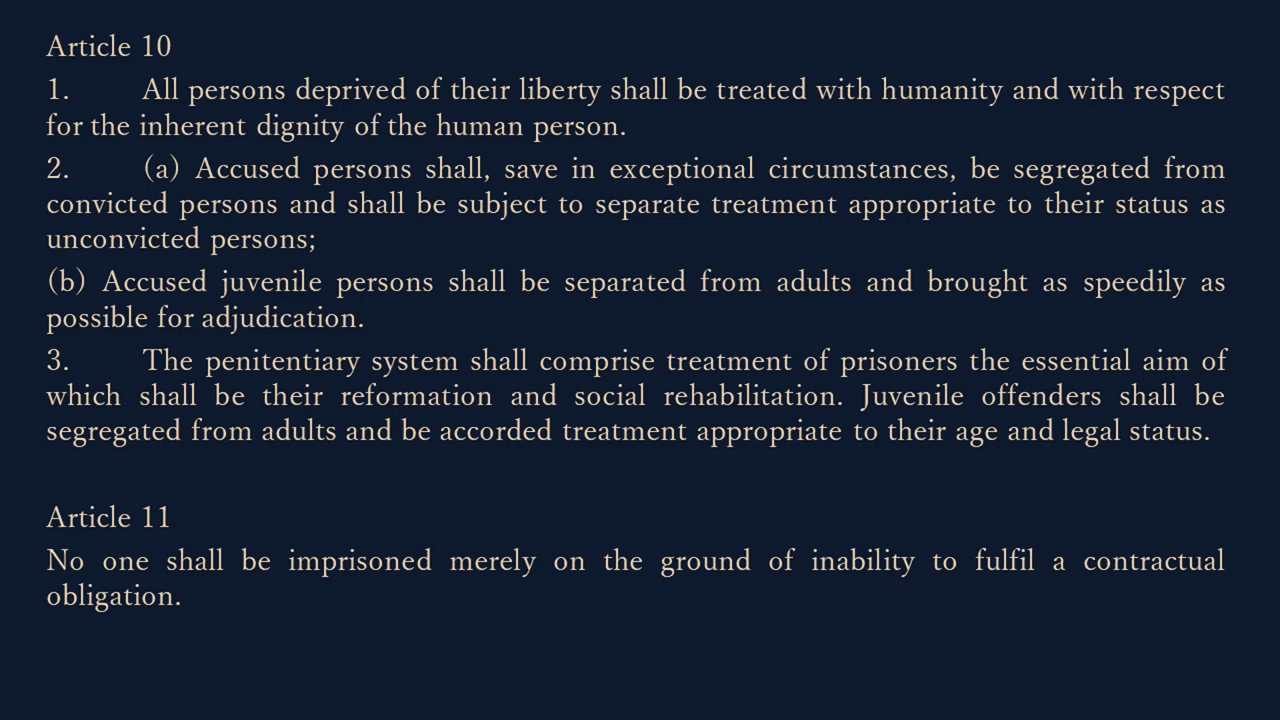 Article 10
1. All persons deprived of their liberty shall be treated with humanity and with respect
for the inherent dignity of the human person.
2. (a) Accused persons shall, save in exceptional circumstances, be segregated from
convicted persons and shall be subject to separate treatment appropriate to their status as
unconvicted persons;
(b) Accused juvenile persons shall be separated from adults and brought as speedily as
possible for adjudication.
3. The penitentiary system shall comprise treatment of prisoners the essential aim of
which shall be their reformation and social rehabilitation. Juvenile offenders shall be
segregated from adults and be accorded treatment appropriate to their age and legal status.
Article 11
No one shall be imprisoned merely on the ground of inability to fulfil a contractual
obligation.